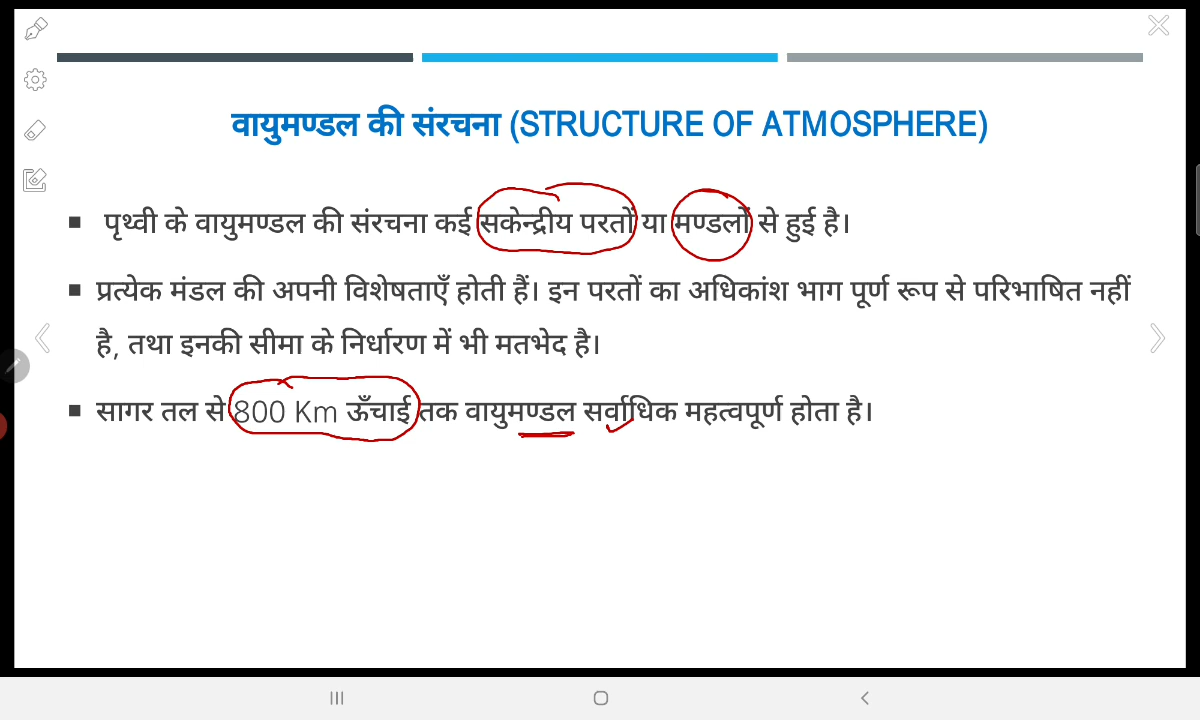 वायुमण्डल की संरचना (STRUCTURE OF ATMOSPHERE)
▪ पृथ्वी के वायुमण्डल की संरचना कई सकेन्द्रीय परतों या मण्डलों से हुई है।
▪ प्रत्येक मंडल की अपनी विशेषताएँ होती हैं। इन परतों का अधिकांश भाग पूर्ण रूप से परिभाषित नहीं
है, तथा इनकी सीमा के निर्धारण में भी मतभेद है।
▪ सागर तल से 800 Km ऊँचाई तक वायुमण्डल सर्वाधिक महत्वपूर्ण होता है।